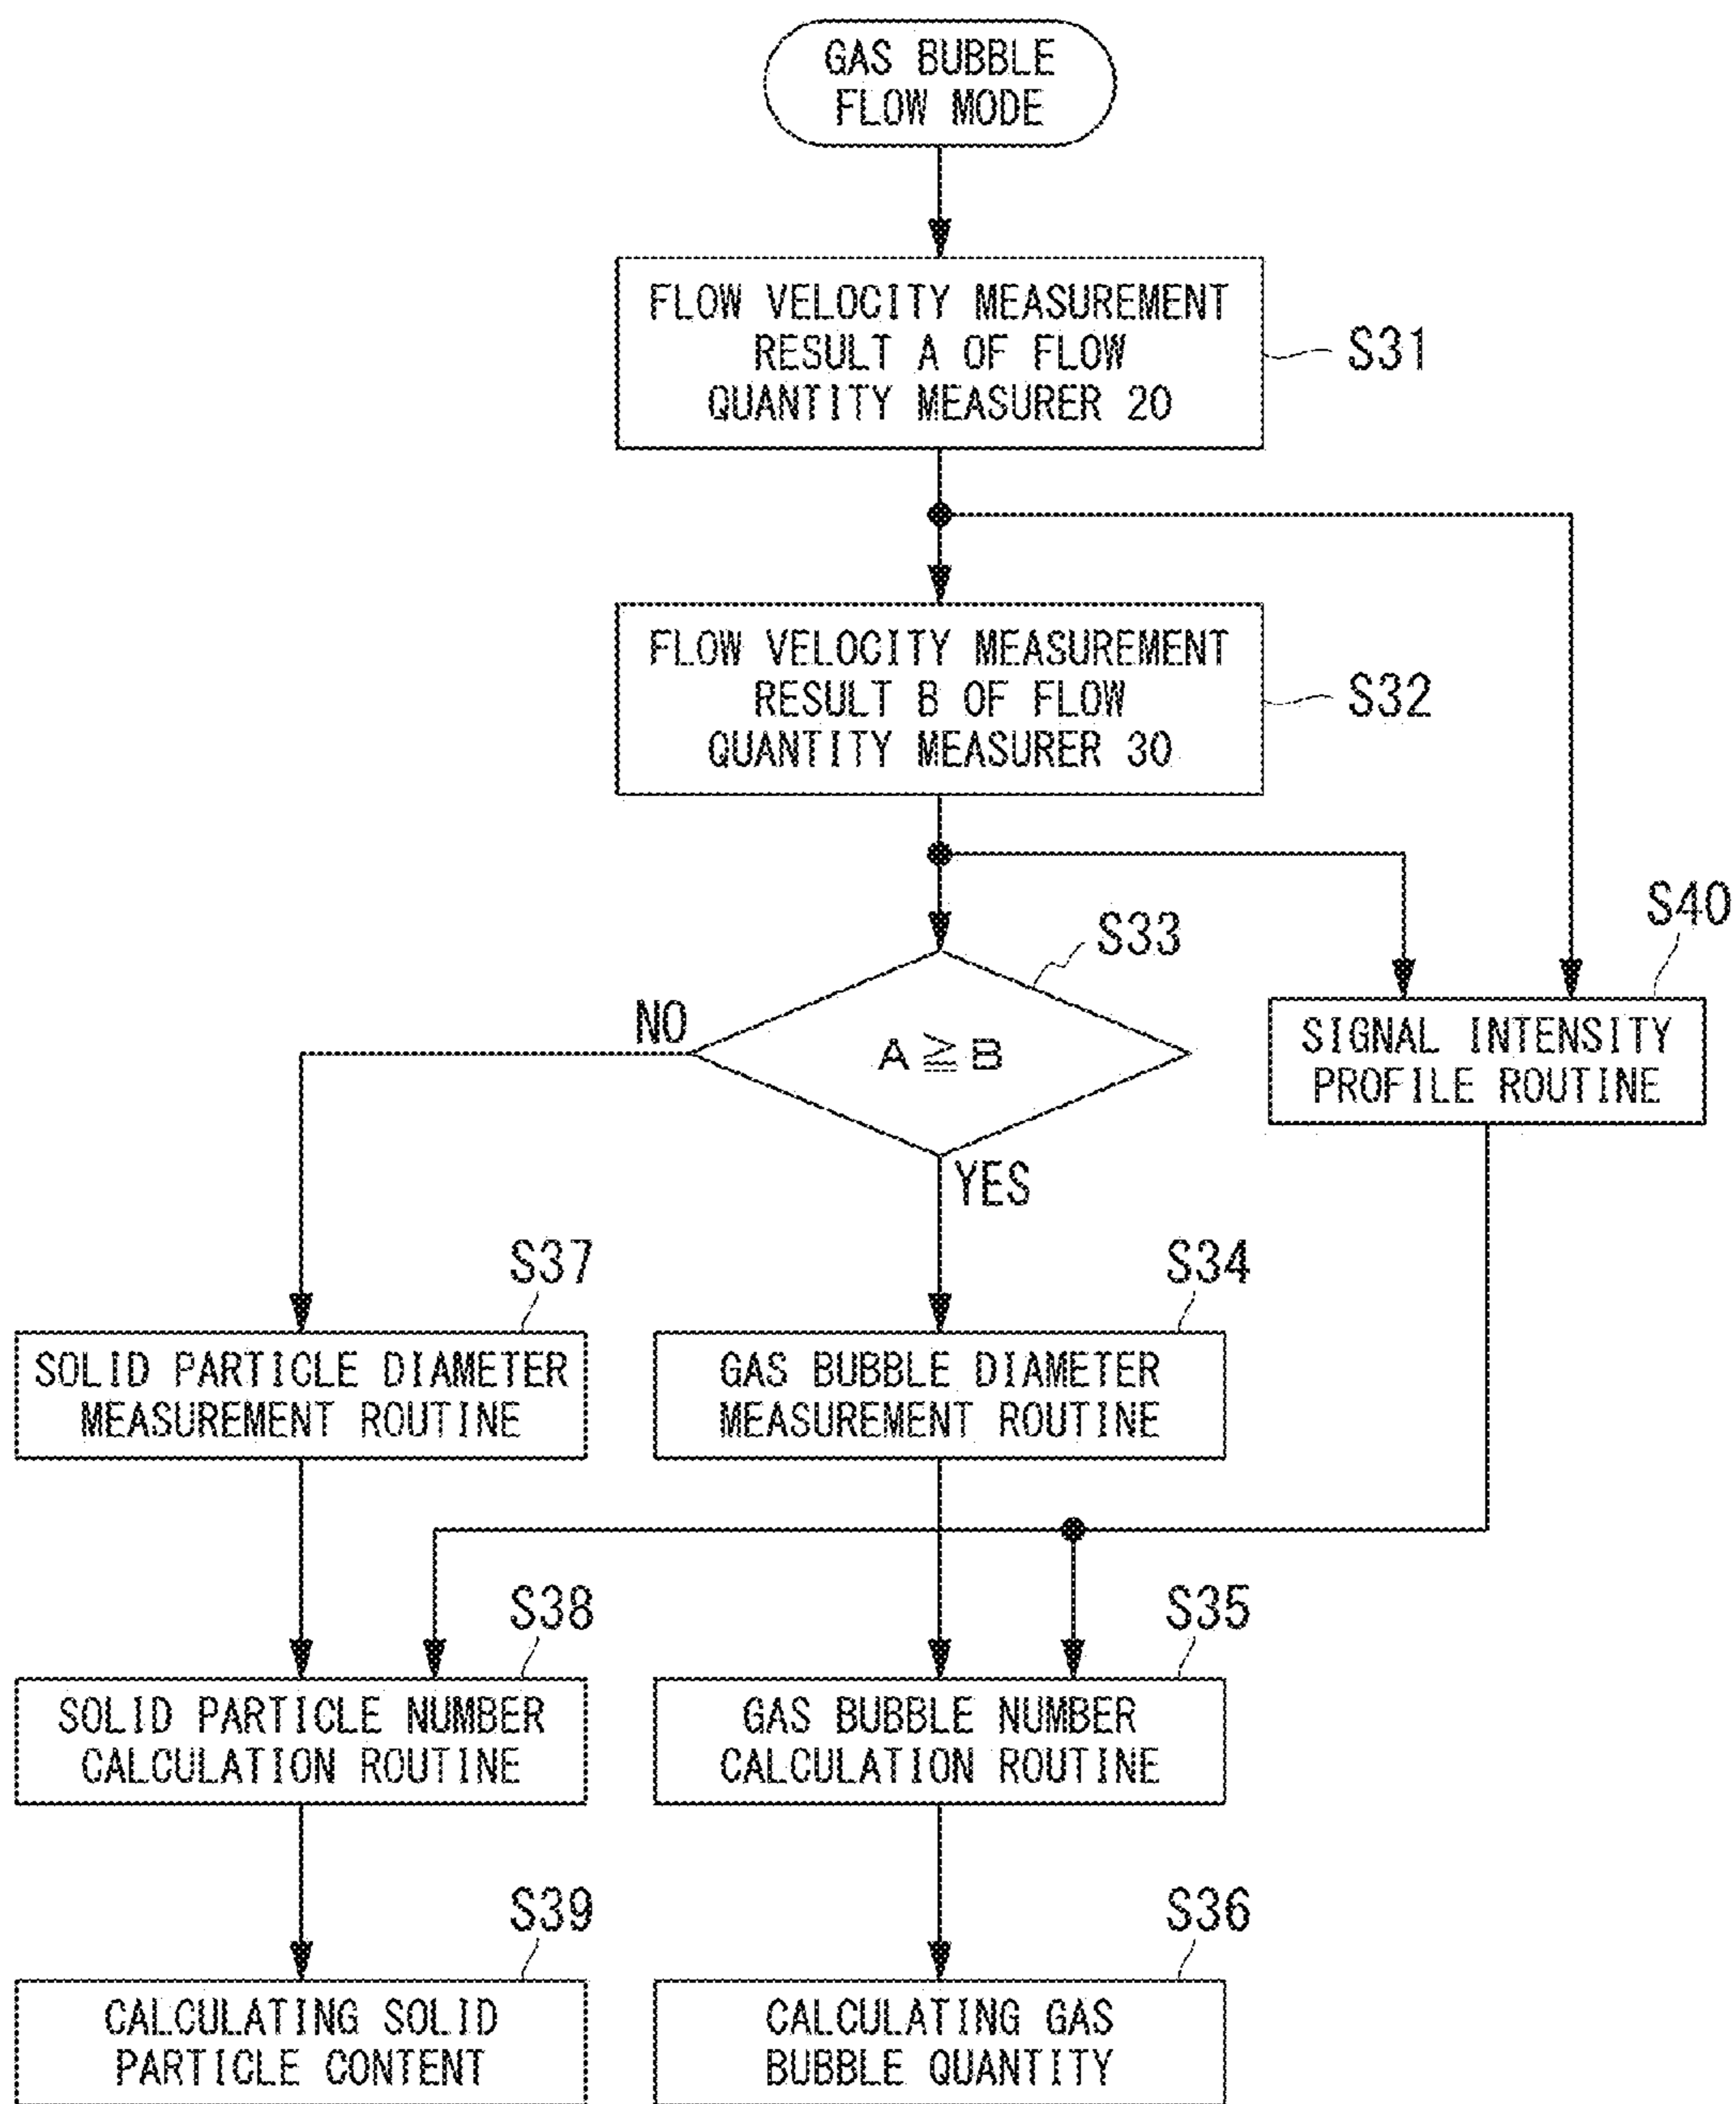 GAS BUBBLE
FLOW MODE
FLOW VELOCITY MEASUREMENT
RESULT A OF FLOW
QUANTITY MEASURER 20
S31
FLOW VELOCITY MEASUREMENT
RESULT B OF FLOW
QUANTITY MEASURER 30
S32
S33
A ≧ B
NO
YES
S40
SIGNAL INTENSITY
PROFILE ROUTINE
S37
SOLID PARTICLE DIAMETER
MEASUREMENT ROUTINE
S34
GAS BUBBLE DIAMETER
MEASUREMENT ROUTINE
S38
SOLID PARTICLE NUMBER
CALCULATION ROUTINE
S35
GAS BUBBLE NUMBER
CALCULATION ROUTINE
S39
CALCULATING SOLID
PARTICLE CONTENT
S36
CALCULATING GAS
BUBBLE QUANTITY